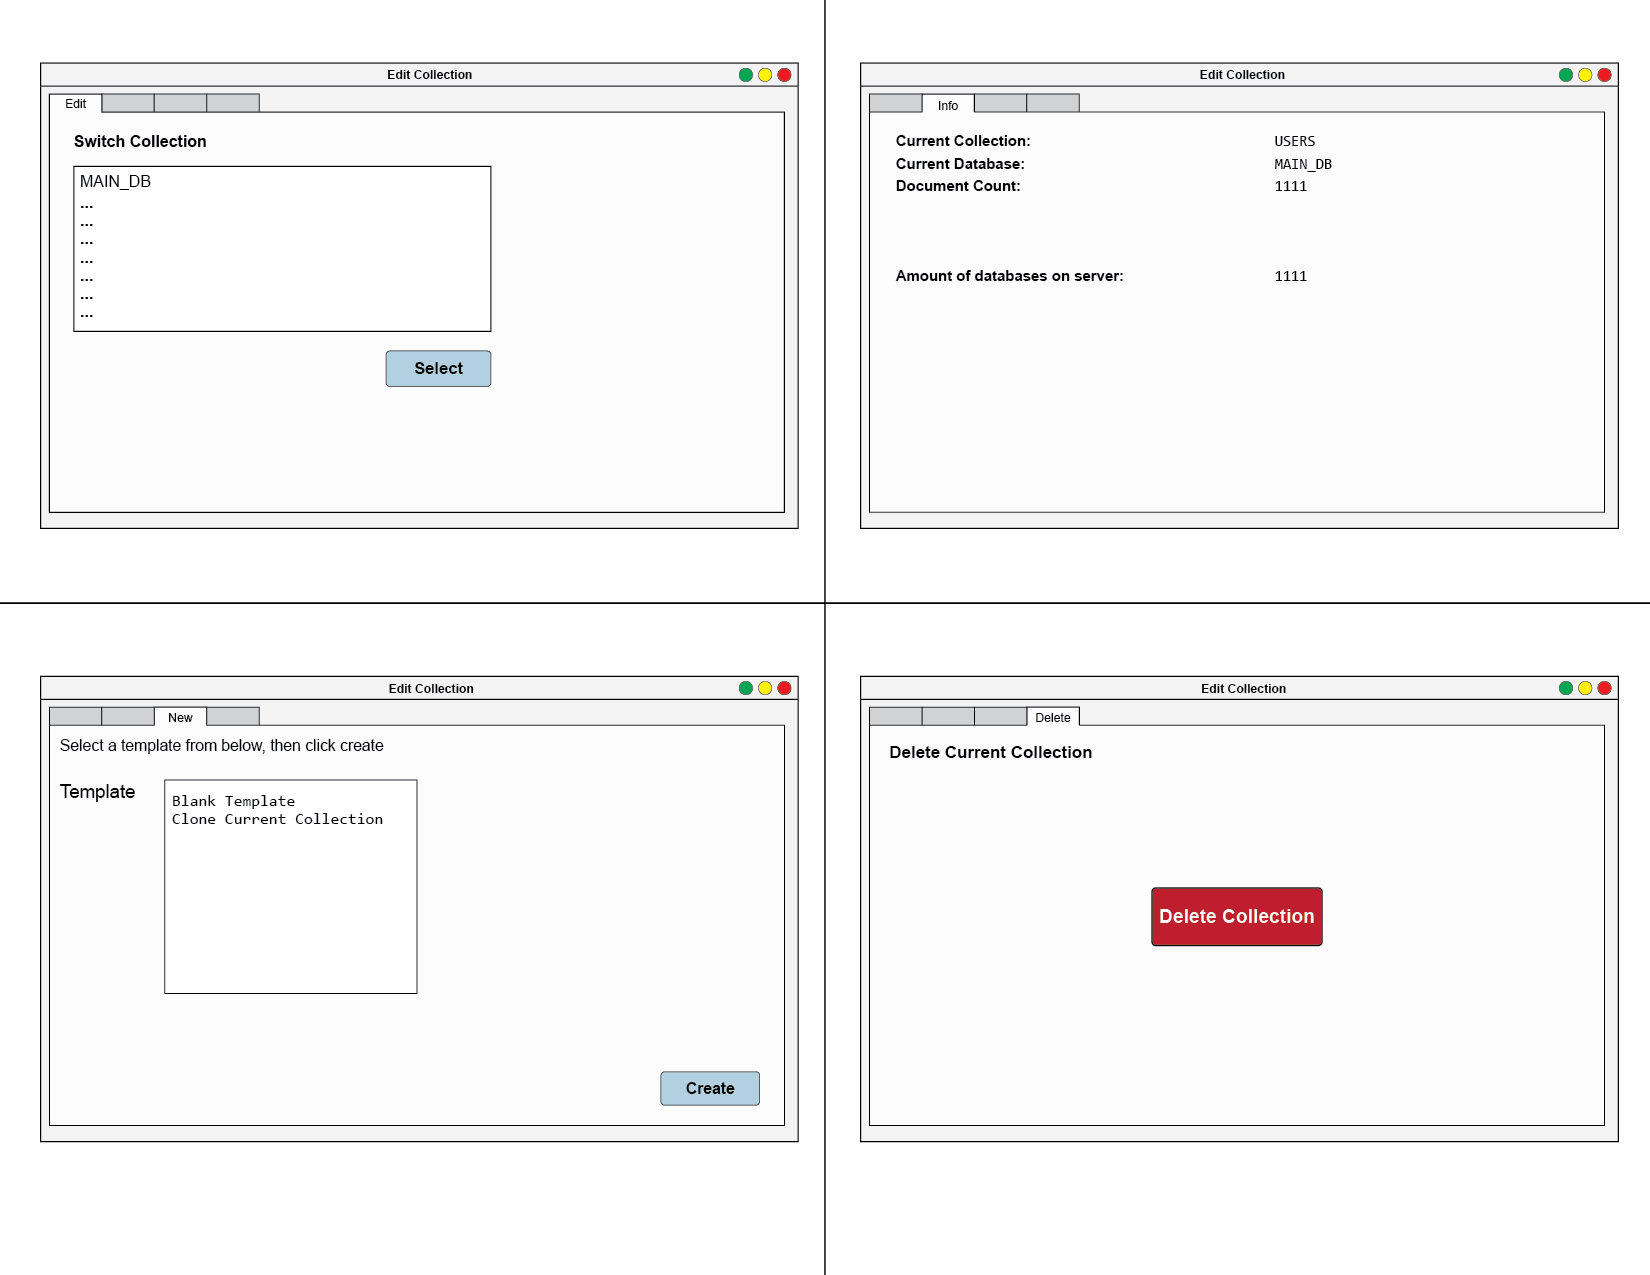 Edit Collection
Edit
Switch Collection
MAIN_DB
...
...
...
...
...
...
...
Select
Edit Collection
Info
Current Collection: USERS
Current Database: MAIN_DB
Document Count: 1111
Amount of databases on server: 1111
Edit Collection
New
Select a template from below, then click create
Template
Blank Template
Clone Current Collection
Create
Edit Collection
Delete
Delete Current Collection
Delete Collection